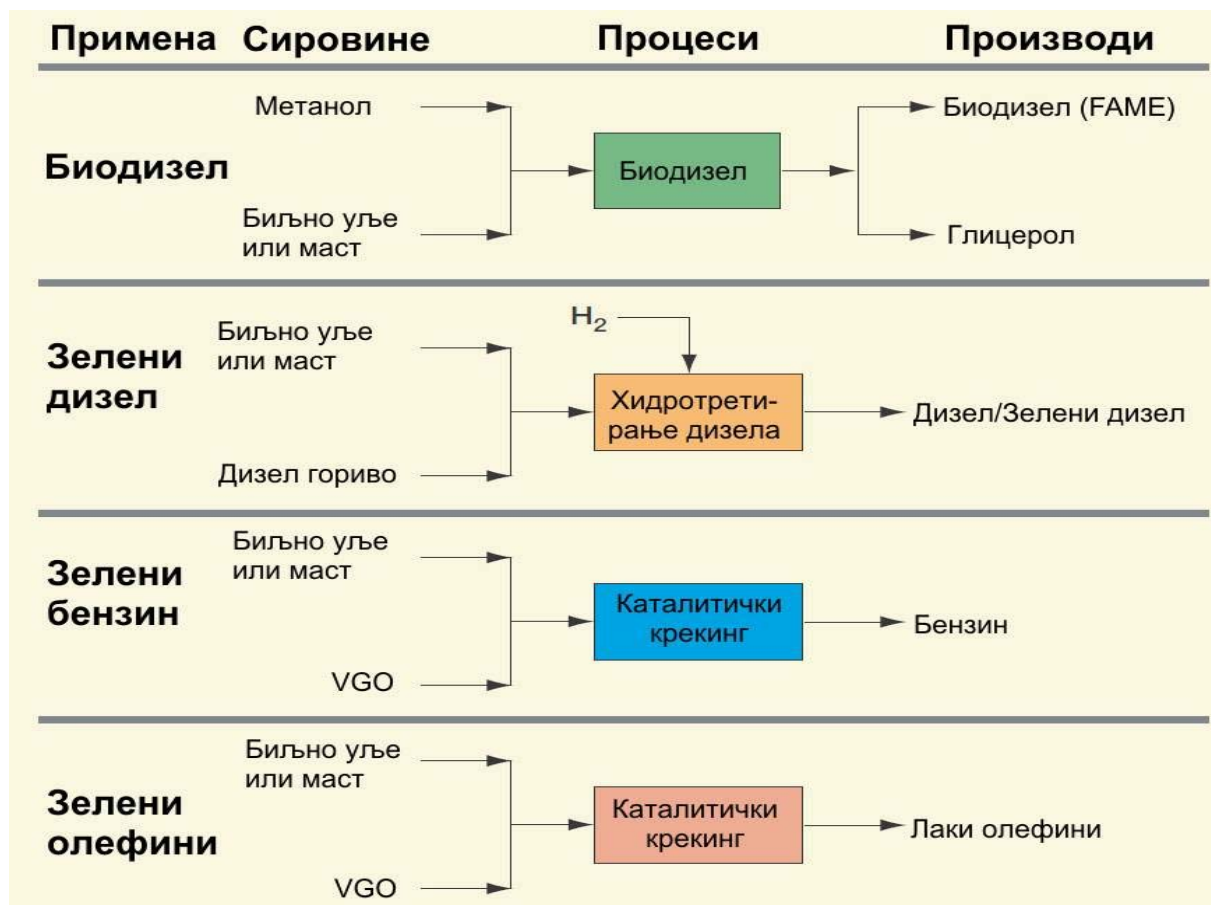 Примена Сировине Процеси Производи
Метанол
Биодизел (FAME)
Биодизел
Биодизел
Биљно уље
или маст
Глицерол
H₂
Биљно уље
или маст
Зелени
дизел
Хидротрети-
рање дизела
Дизел/Зелени дизел
Дизел гориво
Биљно уље
или маст
Зелени
бензин
Каталитички
крекинг
Бензин
VGO
Биљно уље
или маст
Зелени
олефини
Каталитички
крекинг
Лаки олефини
VGO